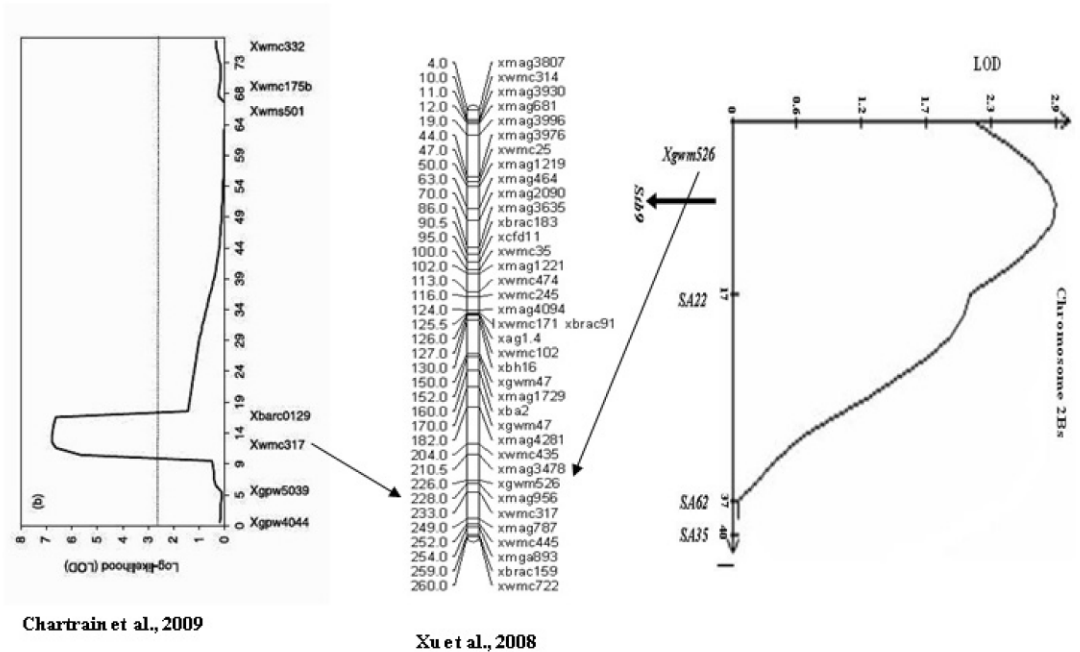 Xwmc332
73
Xwmc175b
68
Xwms501
64
59
54
49
44
39
34
29
24
19
Xbarc0129
14
Xwmc317
9
Xgpw5039
5
Xgpw4044
0
(b)
8 7 6 5 4 3 2 1 0
Log-likelihood (LOD)
Chartrain et al., 2009
4.0 xmag3807
10.0 xwmc314
11.0 xmag3930
12.0 xmag681
19.0 xmag3996
44.0 xmag3976
47.0 xwmc25
50.0 xmag1219
63.0 xmag464
70.0 xmag2090
86.0 xmag3635
90.5 xbrac183
95.0 xcfd11
100.0 xwmc35
102.0 xmag1221
113.0 xwmc474
116.0 xwmc245
124.0 xmag4094
125.5 xwmc171 xbrac91
126.0 xag1.4
127.0 xwmc102
130.0 xbh16
150.0 xgwm47
152.0 xmag1729
160.0 xba2
170.0 xgwm47
182.0 xmag4281
204.0 xwmc435
210.5 xmag3478
226.0 xgwm526
228.0 xmag956
233.0 xwmc317
249.0 xmag787
252.0 xwmc445
254.0 xmga893
259.0 xbrac159
260.0 xwmc722
Xu et al., 2008
LOD
0 0.6 1.2 1.7 2.3 2.9
Xgwm526
Stb9
SA22 17
SA62 37
SA35 40
Chromosome 2Bs